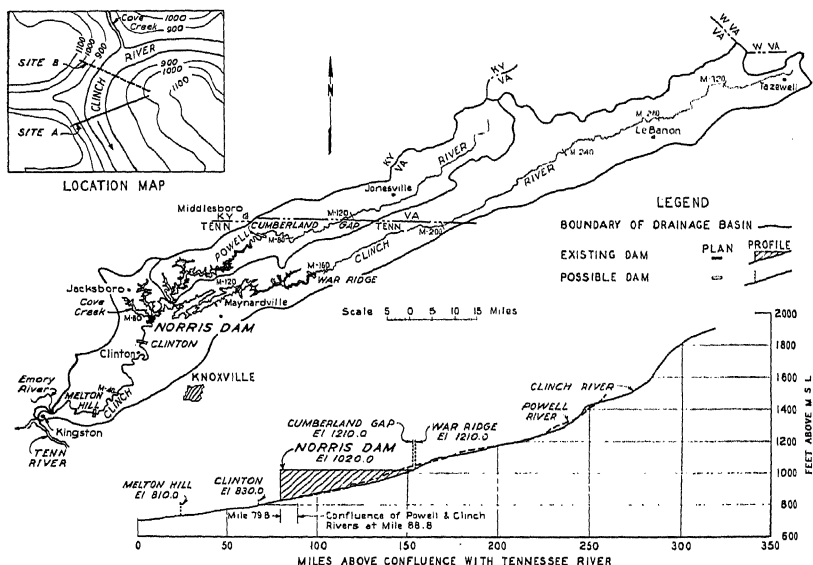 Cove
Creek
1000
900
1100
1000
900
RIVER
SITE B
CLINCH
900
1000
1100
SITE A
LOCATION MAP
N
W VA
VA
W VA
KY
VA
M-320
Tazewell
M-280
LeBanon
M-240
KY
VA
RIVER
RIVER
Jonesville
Middlesboro
KY
TENN
M-120
VA
TENN
CUMBERLAND GAP
M-200
POWELL
M-80
CLINCH
M-160
WAR RIDGE
M-120
Maynardville
Jacksboro
Cove
Creek
M-80
NORRIS DAM
Clinton
CLINTON
KNOXVILLE
Emory
River
MELTON
HILL
M-40
CLINCH
Kingston
TENN
RIVER
Scale 5 0 5 10 15 Miles
LEGEND
BOUNDARY OF DRAINAGE BASIN
PLAN PROFILE
EXISTING DAM
POSSIBLE DAM
2000
1800
1600
1400
1200
1000
800
600
FEET ABOVE M S L
CLINCH RIVER
POWELL
RIVER
CUMBERLAND GAP
El 1210.0
WAR RIDGE
El 1210.0
NORRIS DAM
El 1020.0
CLINTON
El 830.0
MELTON HILL
El 810.0
Mile 79.8
Confluence of Powell & Clinch
Rivers at Mile 88.8
0 50 100 150 200 250 300 350
MILES ABOVE CONFLUENCE WITH TENNESSEE RIVER